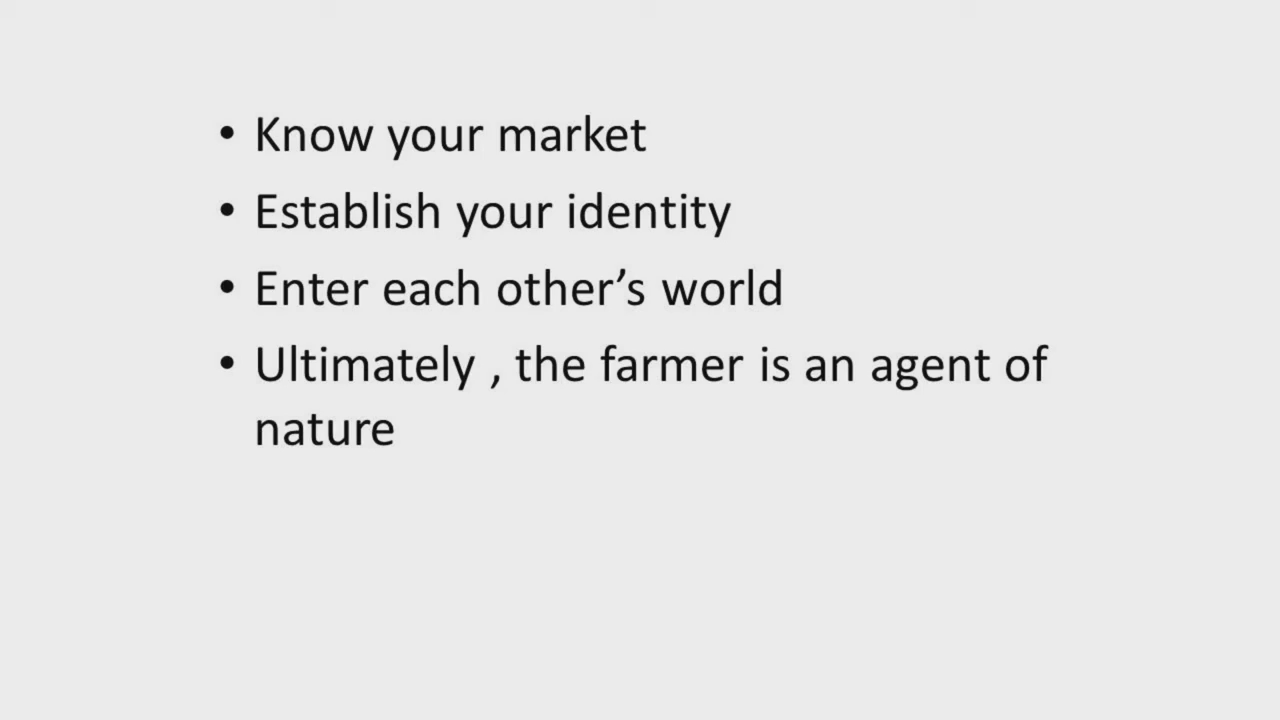 • Know your market
• Establish your identity
• Enter each other’s world
• Ultimately , the farmer is an agent of
nature